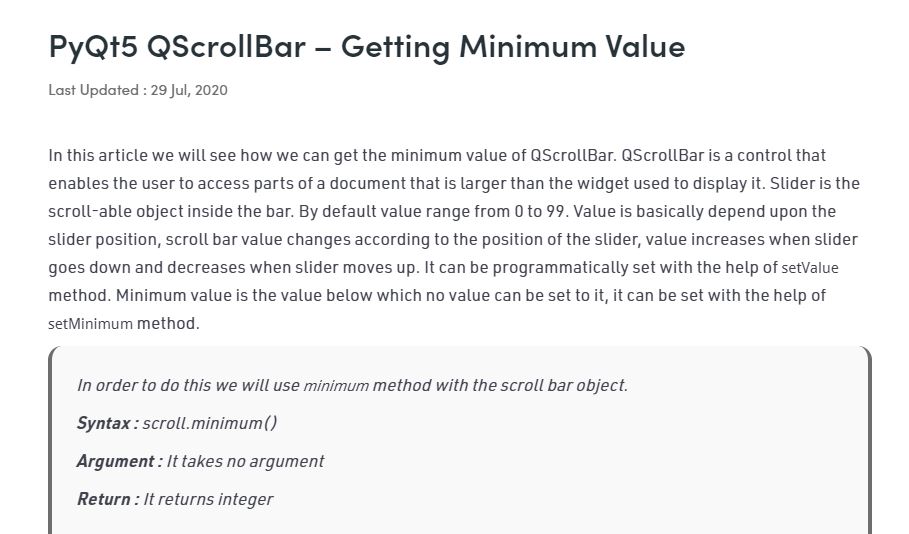 PyQt5 QScrollBar – Getting Minimum Value
Last Updated : 29 Jul, 2020
In this article we will see how we can get the minimum value of QScrollBar. QScrollBar is a control that
enables the user to access parts of a document that is larger than the widget used to display it. Slider is the
scroll-able object inside the bar. By default value range from 0 to 99. Value is basically depend upon the
slider position, scroll bar value changes according to the position of the slider, value increases when slider
goes down and decreases when slider moves up. It can be programmatically set with the help of setValue
method. Minimum value is the value below which no value can be set to it, it can be set with the help of
setMinimum method.
In order to do this we will use minimum method with the scroll bar object.
Syntax : scroll.minimum()
Argument : It takes no argument
Return : It returns integer